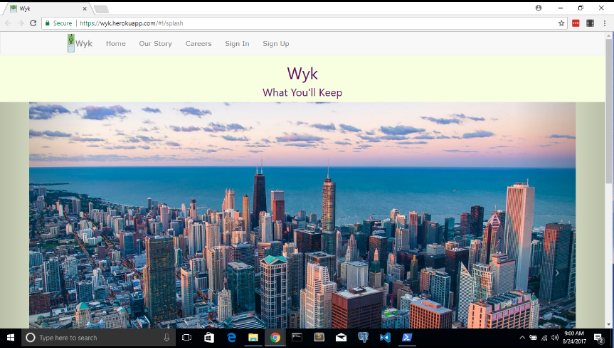 Wyk
Secure | https://wyk.herokuapp.com/#!/splash
Wyk Home Our Story Careers Sign In Sign Up
Wyk
What You'll Keep
Type here to search
9:00 AM
8/24/2017